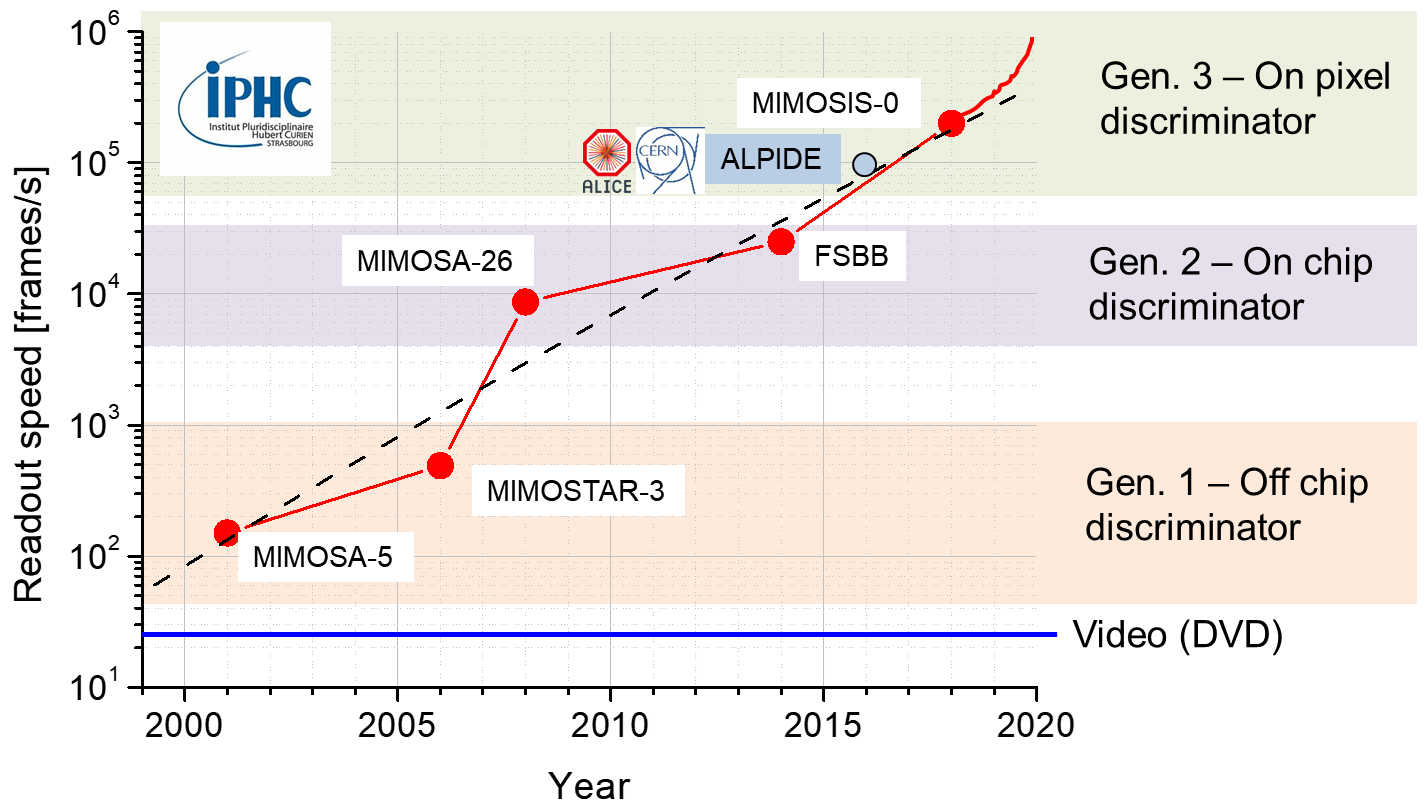 10⁶
10⁵
10⁴
10³
10²
10¹
Readout speed [frames/s]
2000
2005
2010
2015
2020
Year
iPHC
Institut Pluridisciplinaire
Hubert CURIEN
STRASBOURG
MIMOSIS-0
ALICE
CERN
ALPIDE
MIMOSA-26
FSBB
MIMOSTAR-3
MIMOSA-5
Gen. 3 – On pixel
discriminator
Gen. 2 – On chip
discriminator
Gen. 1 – Off chip
discriminator
Video (DVD)